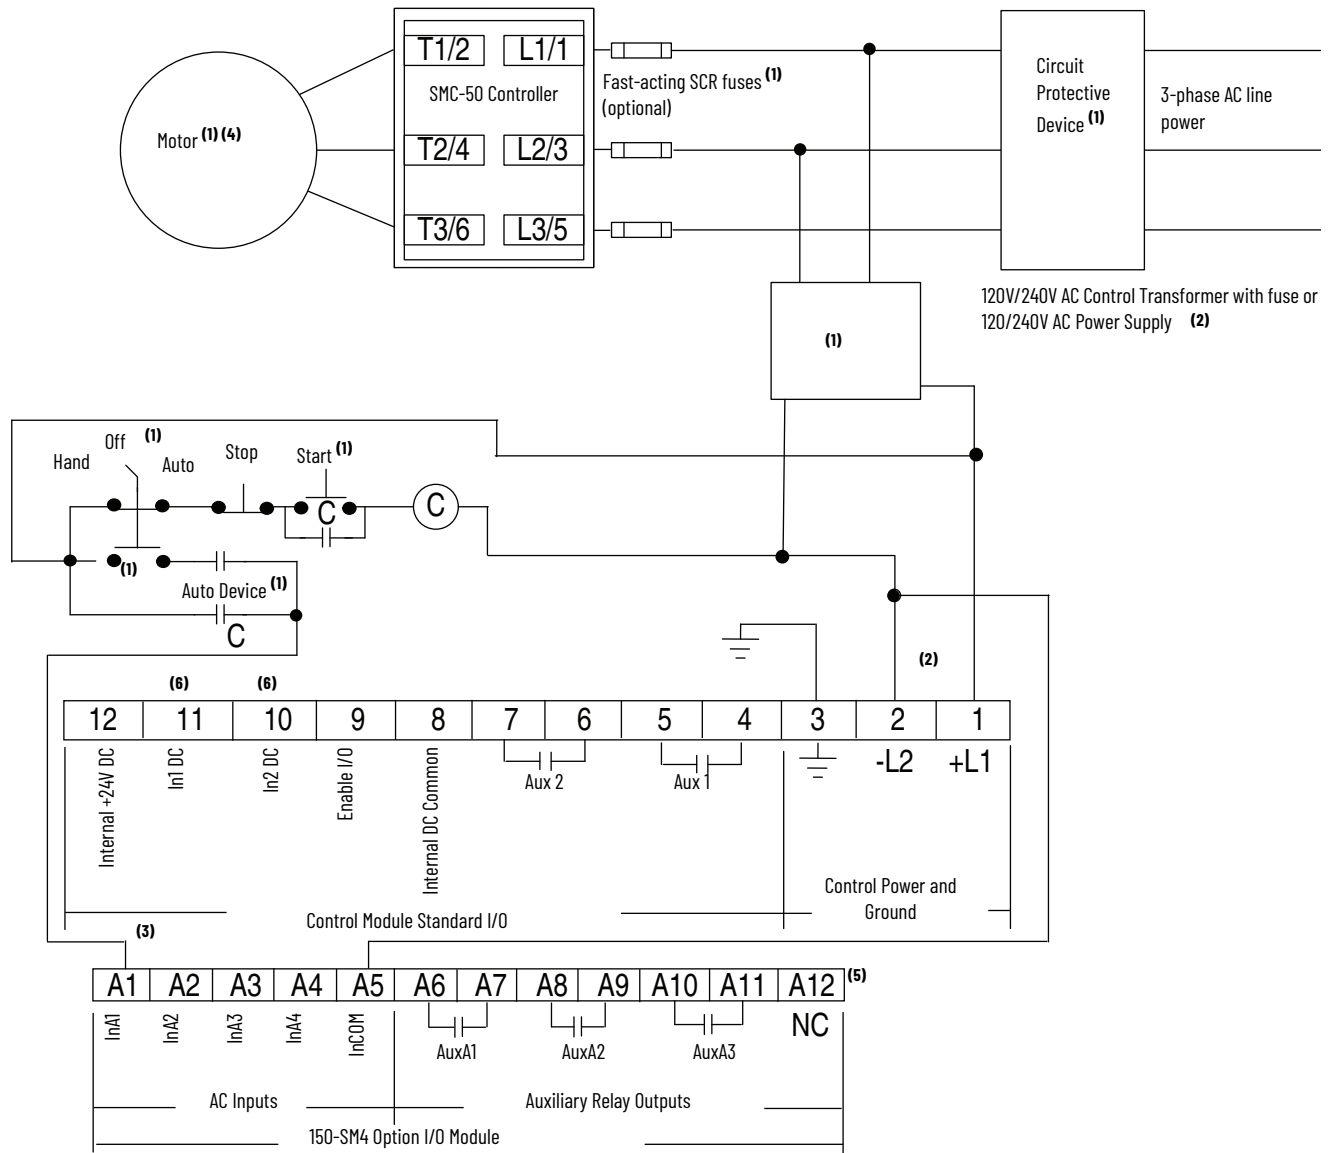 T1/2 L1/1
SMC-50 Controller
T2/4 L2/3
T3/6 L3/5
Motor (1) (4)
Fast-acting SCR fuses (1)
(optional)
Circuit
Protective
Device (1)
3-phase AC line
power
120V/240V AC Control Transformer with fuse or
120/240V AC Power Supply (2)
(1)
Off (1)
Hand
Auto
Stop
Start (1)
C
C
(1)
Auto Device (1)
C
(2)
(6) (6)
12 11 10 9 8 7 6 5 4 3 2 1
Internal +24V DC
In1 DC
In2 DC
Enable I/O
Internal DC Common
Aux 2
Aux 1
-L2
+L1
Control Module Standard I/O
Control Power and
Ground
(3)
A1 A2 A3 A4 A5 A6 A7 A8 A9 A10 A11 A12 (5)
InA1
InA2
InA3
InA4
InCOM
AuxA1
AuxA2
AuxA3
NC
AC Inputs
Auxiliary Relay Outputs
150-SM4 Option I/O Module